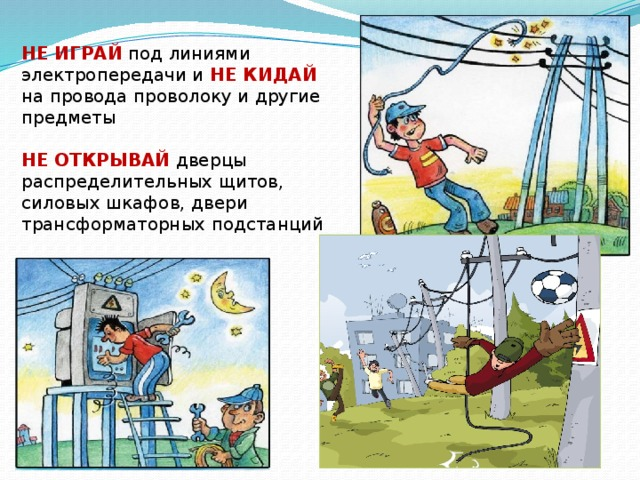 НЕ ИГРАЙ под линиями
электропередачи и НЕ КИДАЙ
на провода проволоку и другие
предметы
НЕ ОТКРЫВАЙ дверцы
распределительных щитов,
силовых шкафов, двери
трансформаторных подстанций